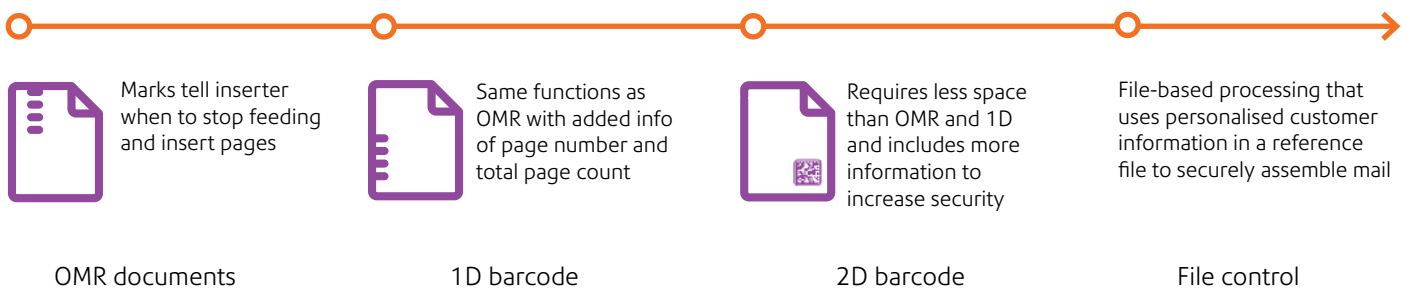 Marks tell inserter
when to stop feeding
and insert pages
Same functions as
OMR with added info
of page number and
total page count
Requires less space
than OMR and 1D
and includes more
information to
increase security
File-based processing that
uses personalised customer
information in a reference
file to securely assemble mail
OMR documents
1D barcode
2D barcode
File control